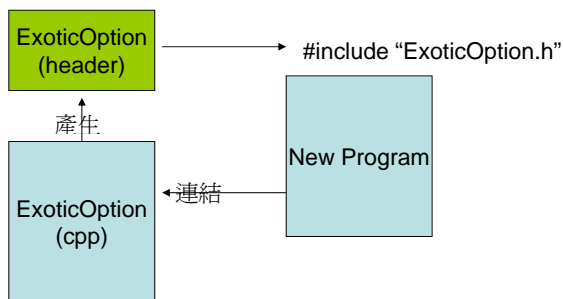 ExoticOption
(header)
#include “ExoticOption.h”
產生
New Program
連結
ExoticOption
(cpp)